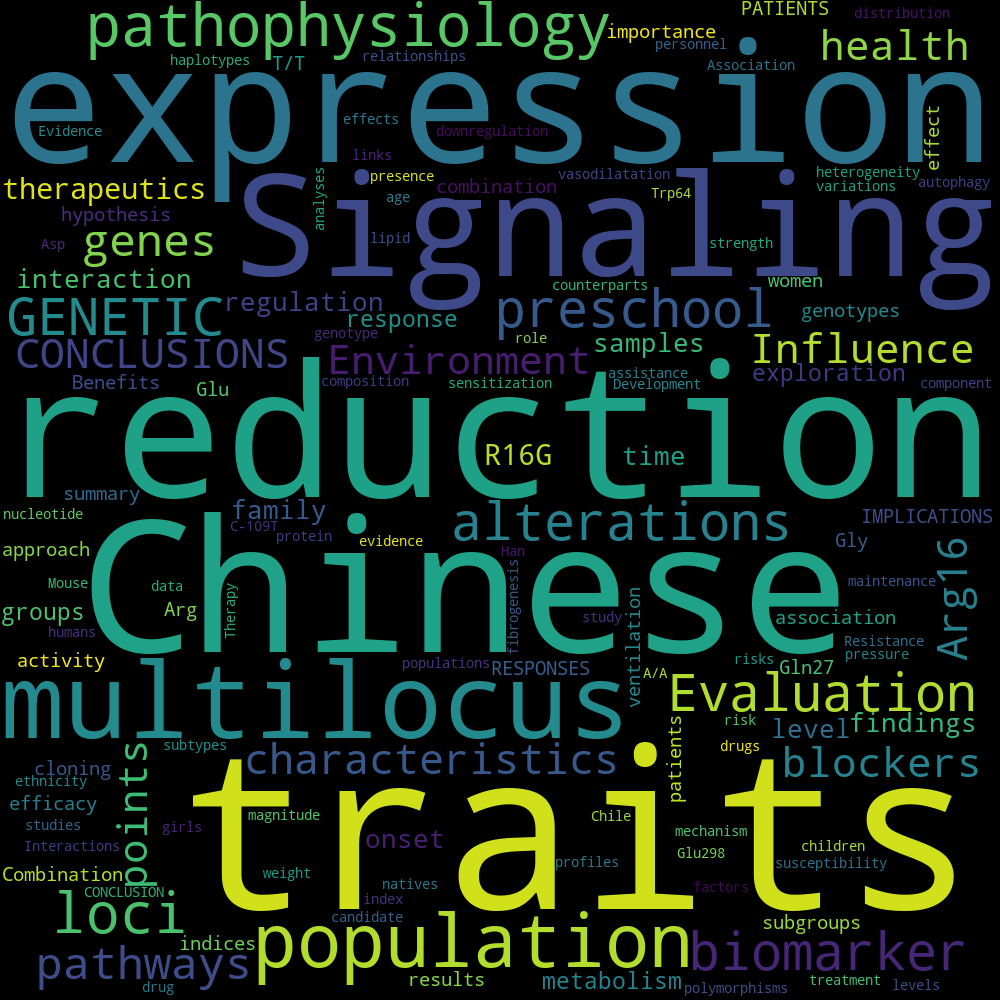 PATIENTS
distribution
pathophysiology
importance
personnel
health
haplotypes
T/T
relationships
Association
expression
Evidence
effects
downregulation
effect
links
therapeutics
analyses
presence
combination
vasodilatation
Trp64
heterogeneity
variations
autophagy
Signaling
hypothesis
age
genes
Asp
lipid
strength
interaction
counterparts
women
GENETIC
regulation
response
preschool
genotypes
genotype
role
samples
Influence
CONCLUSIONS
Environment
Benefits
Glu
composition
sensitization
assistance
Development
exploration
component
reduction
R16G
time
summary
nucleotide
family
C-109T
protein
evidence
alterations
IMPLICATIONS
approach
Han
Gly
Arg16
Chinese
Mouse
data
Therapy
fibrogenesis
maintenance
groups
Arg
study
ventilation
association
humans
Resistance
pressure
activity
populations
RESPONSES
A/A
risks
Gln27
multilocus
Evaluation
points
subtypes
patients
risk
level
findings
cloning
characteristics
drugs
blockers
ethnicity
efficacy
traits
magnitude
Chile
studies
girls
onset
mechanism
Interactions
Glu298
children
profiles
susceptibility
Combination
weight
CONCLUSION
natives
factors
index
loci
candidate
subgroups
indices
population
biomarker
pathways
drug
results
metabolism
polymorphisms
treatment
levels